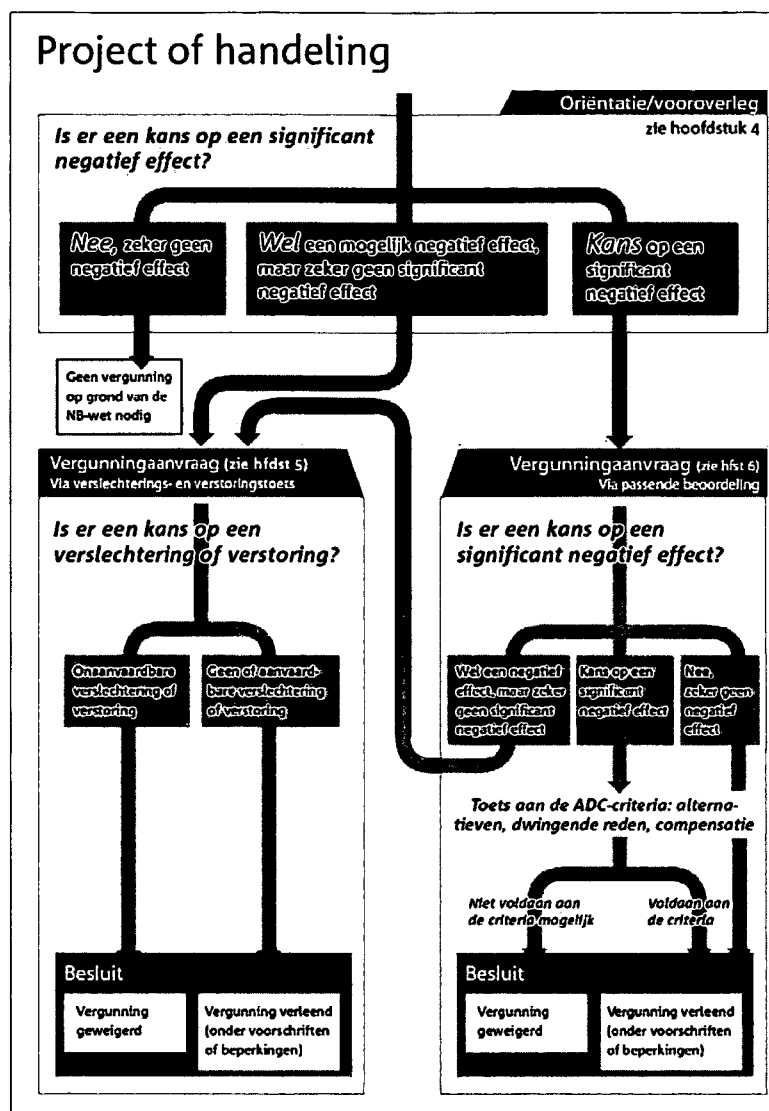 Project of handeling
Oriëntatie/vooroverleg
zie hoofdstuk 4
Is er een kans op een significant
negatief effect?
Nee, zeker geen
negatief effect
Wel een mogelijk negatief effect,
maar zeker geen significant
negatief effect
Kans op een
significant
negatief effect
Geen vergunning
op grond van de
NB-wet nodig
Vergunningaanvraag (zie hfdst 5)
Via verslechterings- en verstoringstoets
Is er een kans op een
verslechtering of verstoring?
Onaanvaardbare
verslechtering of
verstoring
Geen of aanvaard-
bare verslechtering
of verstoring
Besluit
Vergunning
geweigerd
Vergunning verleend
(onder voorschriften
of beperkingen)
Vergunningaanvraag (zie hfst 6)
Via passende beoordeling
Is er een kans op een
significant negatief effect?
Wel een negatief
effect, maar zeker
geen significant
negatief effect
Kans op een
significant
negatief effect
Nee,
zeker geen
negatief
effect
Toets aan de ADC-criteria: alterna-
tieven, dwingende reden, compensatie
Niet voldaan aan
de criteria mogelijk
Voldaan aan
de criteria
Besluit
Vergunning
geweigerd
Vergunning verleend
(onder voorschriften
of beperkingen)